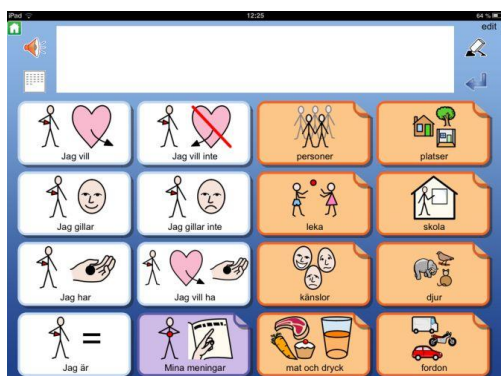 iPad 12:25 64 %
edit
Jag vill
Jag vill inte
personer
platser
Jag gillar
Jag gillar inte
leka
skola
Jag har
Jag vill ha
känslor
djur
Jag är
Mina meningar
mat och dryck
fordon